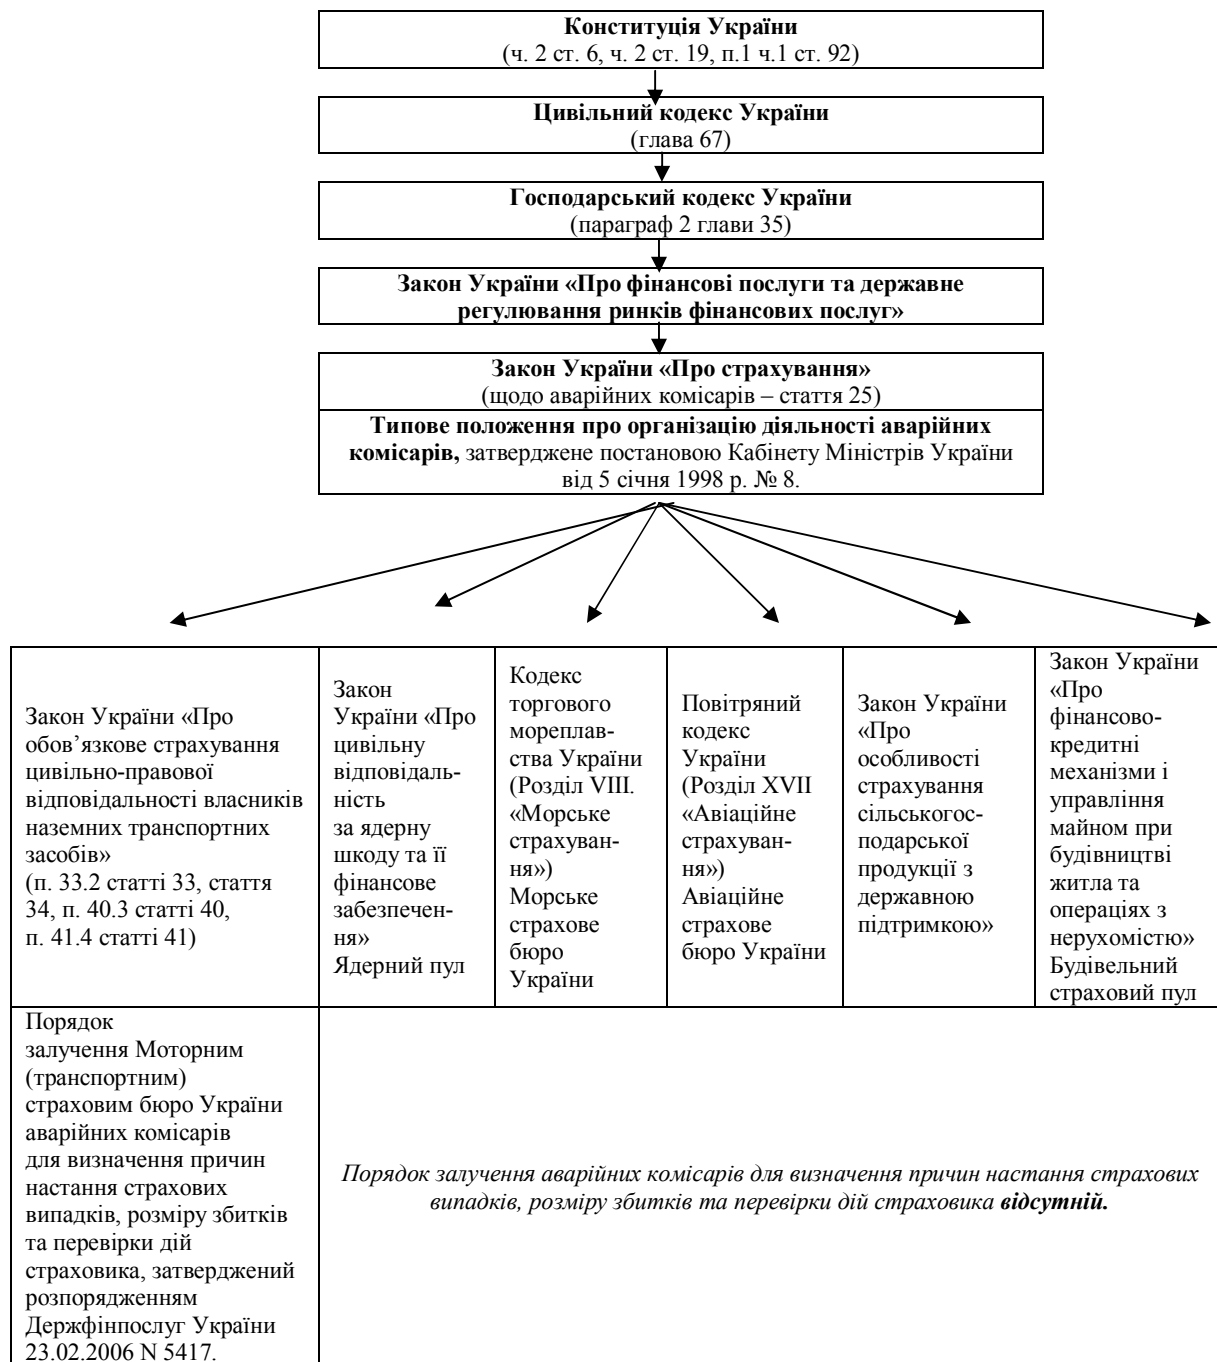 Конституція України
(ч. 2 ст. 6, ч. 2 ст. 19, п.1 ч.1 ст. 92)
Цивільний кодекс України
(глава 67)
Господарський кодекс України
(параграф 2 глави 35)
Закон України «Про фінансові послуги та державне
регулювання ринків фінансових послуг»
Закон України «Про страхування»
(щодо аварійних комісарів – стаття 25)
Типове положення про організацію діяльності аварійних
комісарів, затверджене постановою Кабінету Міністрів України
від 5 січня 1998 р. № 8.
Закон України «Про
обов’язкове страхування
цивільно-правової
відповідальності власників
наземних транспортних
засобів»
(п. 33.2 статті 33, стаття
34, п. 40.3 статті 40,
п. 41.4 статті 41)
Закон
України «Про
цивільну
відповідаль-
ність
за ядерну
шкоду та її
фінансове
забезпечен-
ня»
Ядерний пул
Кодекс
торгового
мореплав-
ства України
(Розділ VIII.
«Морське
страхуван-
ня»)
Морське
страхове
бюро
України
Повітряний
кодекс
України
(Розділ XVII
«Авіаційне
страхуван-
ня»)
Авіаційне
страхове
бюро України
Закон України
«Про
особливості
страхування
сільськогос-
подарської
продукції з
державною
підтримкою»
Закон України
«Про
фінансово-
кредитні
механізми і
управління
майном при
будівництві
житла та
операціях з
нерухомістю»
Будівельний
страховий пул
Порядок
залучення Моторним
(транспортним)
страховим бюро України
аварійних комісарів
для визначення причин
настання страхових
випадків, розміру збитків
та перевірки дій
страховика, затверджений
розпорядженням
Держфінпослуг України
23.02.2006 N 5417.
Порядок залучення аварійних комісарів для визначення причин настання страхових
випадків, розміру збитків та перевірки дій страховика відсутній.